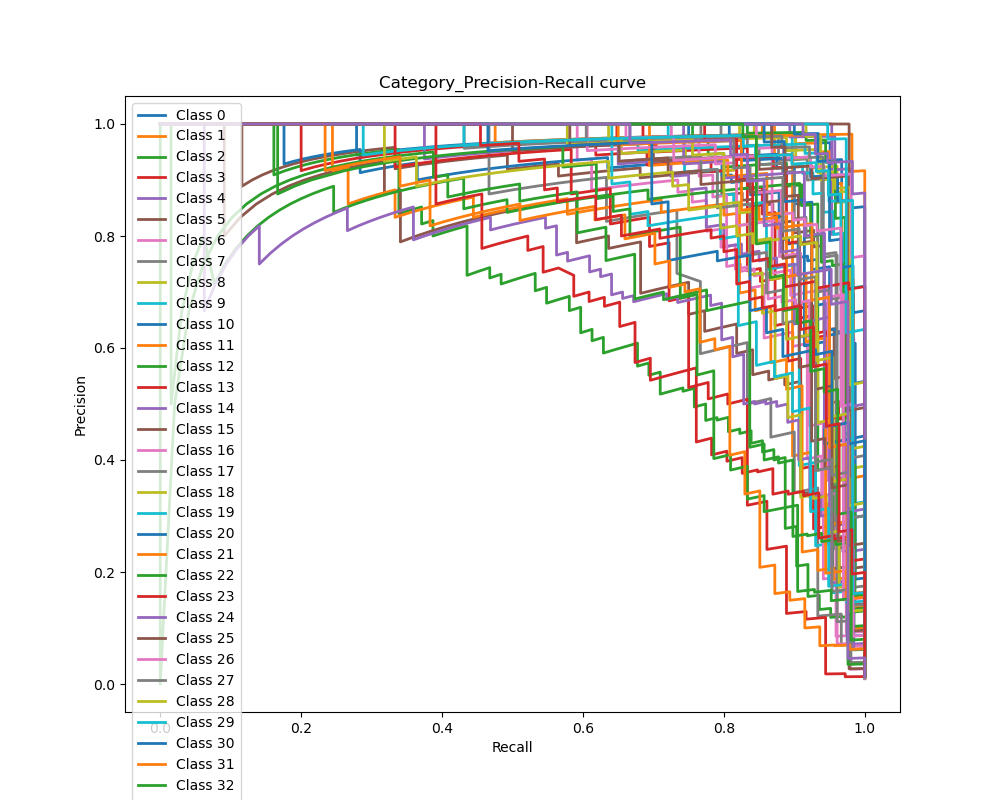 Category_Precision-Recall curve
Precision
1.0
0.8
0.6
0.4
0.2
0.0
Class 0
Class 1
Class 2
Class 3
Class 4
Class 5
Class 6
Class 7
Class 8
Class 9
Class 10
Class 11
Class 12
Class 13
Class 14
Class 15
Class 16
Class 17
Class 18
Class 19
Class 20
Class 21
Class 22
Class 23
Class 24
Class 25
Class 26
Class 27
Class 28
Class 29
Class 30
Class 31
Class 32
0.0 0.2 0.4 0.6 0.8 1.0
Recall